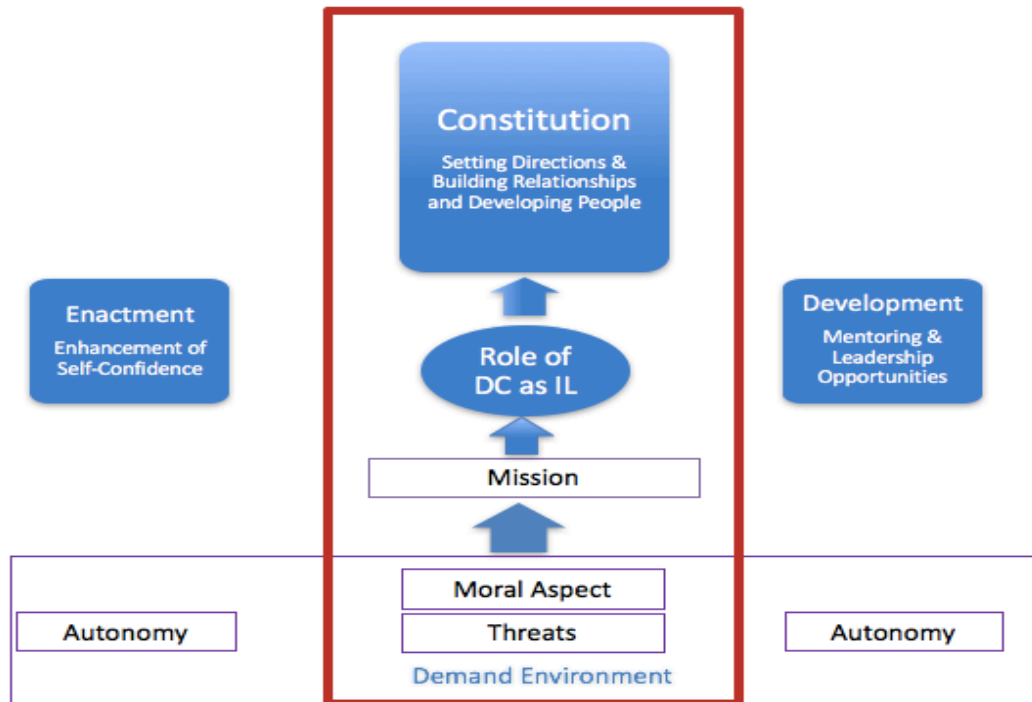 Constitution
Setting Directions &
Building Relationships
and Developing People
Enactment
Enhancement of
Self-Confidence
Role of
DC as IL
Development
Mentoring &
Leadership
Opportunities
Mission
Moral Aspect
Autonomy
Threats
Autonomy
Demand Environment